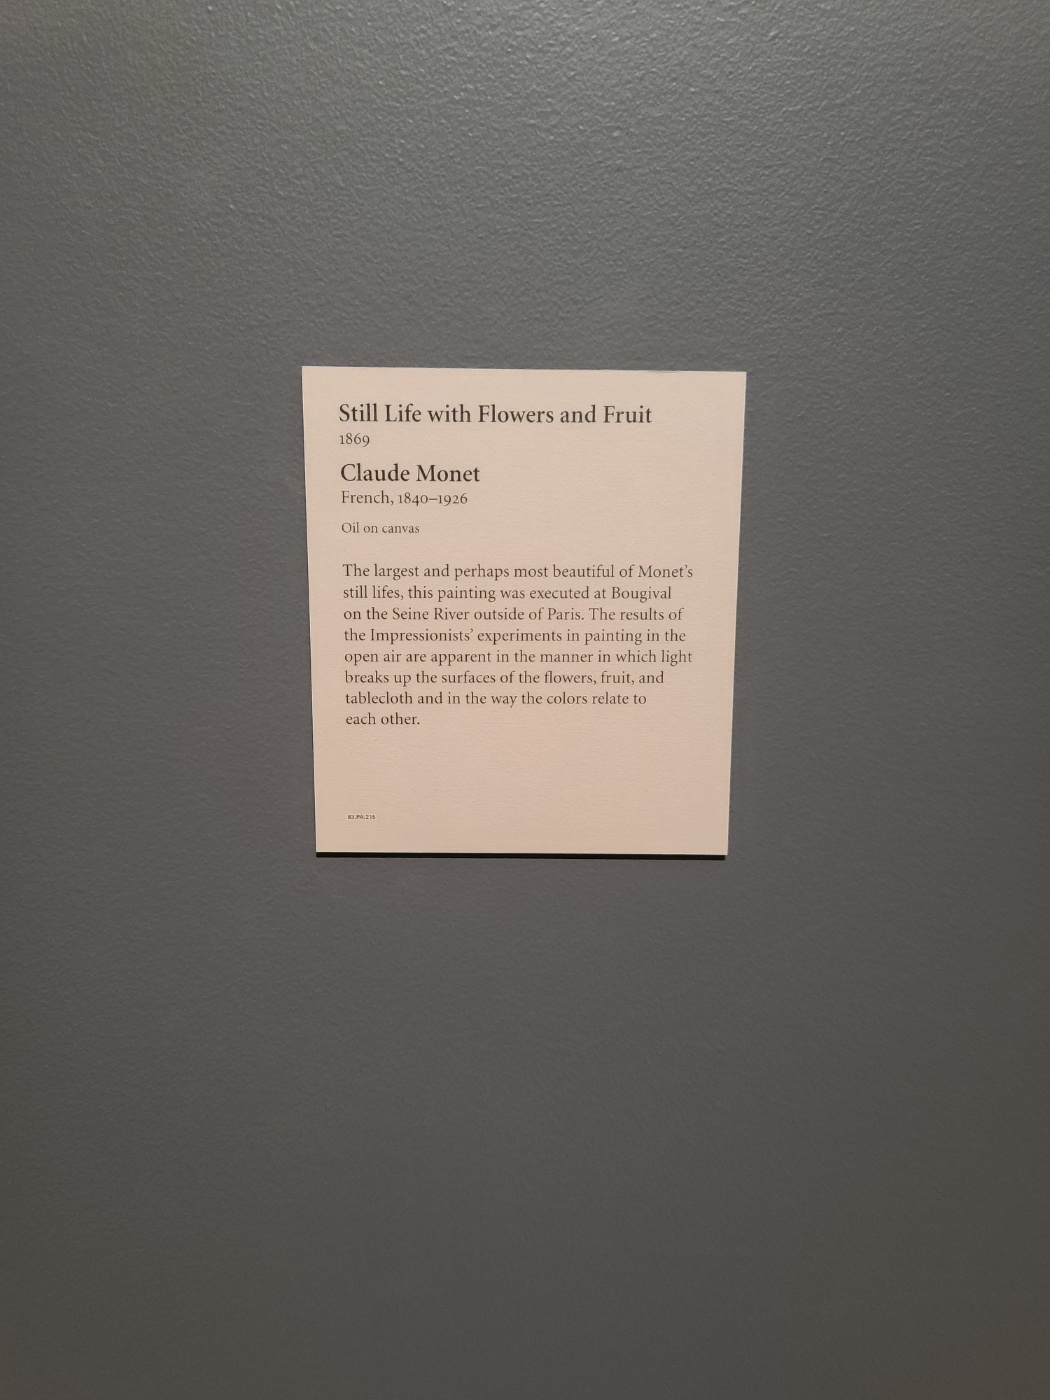 Still Life with Flowers and Fruit
1869
Claude Monet
French, 1840–1926
Oil on canvas
The largest and perhaps most beautiful of Monet’s
still lifes, this painting was executed at Bougival
on the Seine River outside of Paris. The results of
the Impressionists’ experiments in painting in the
open air are apparent in the manner in which light
breaks up the surfaces of the flowers, fruit, and
tablecloth and in the way the colors relate to
each other.
83.PA.215